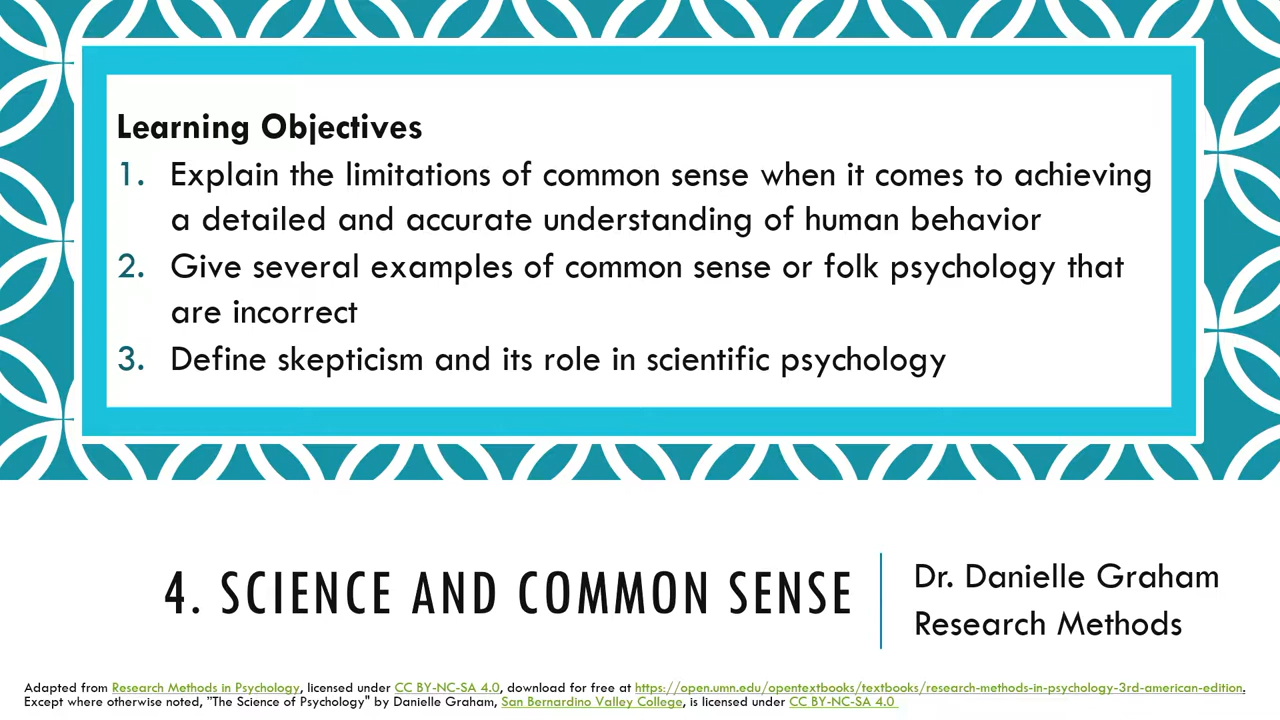 Learning Objectives
1. Explain the limitations of common sense when it comes to achieving
a detailed and accurate understanding of human behavior
2. Give several examples of common sense or folk psychology that
are incorrect
3. Define skepticism and its role in scientific psychology
4. SCIENCE AND COMMON SENSE
Dr. Danielle Graham
Research Methods
Adapted from Research Methods in Psychology, licensed under CC BY-NC-SA 4.0, download for free at https://open.umn.edu/opentextbooks/textbooks/research-methods-in-psychology-3rd-american-edition.
Except where otherwise noted, "The Science of Psychology" by Danielle Graham, San Bernardino Valley College, is licensed under CC BY-NC-SA 4.0